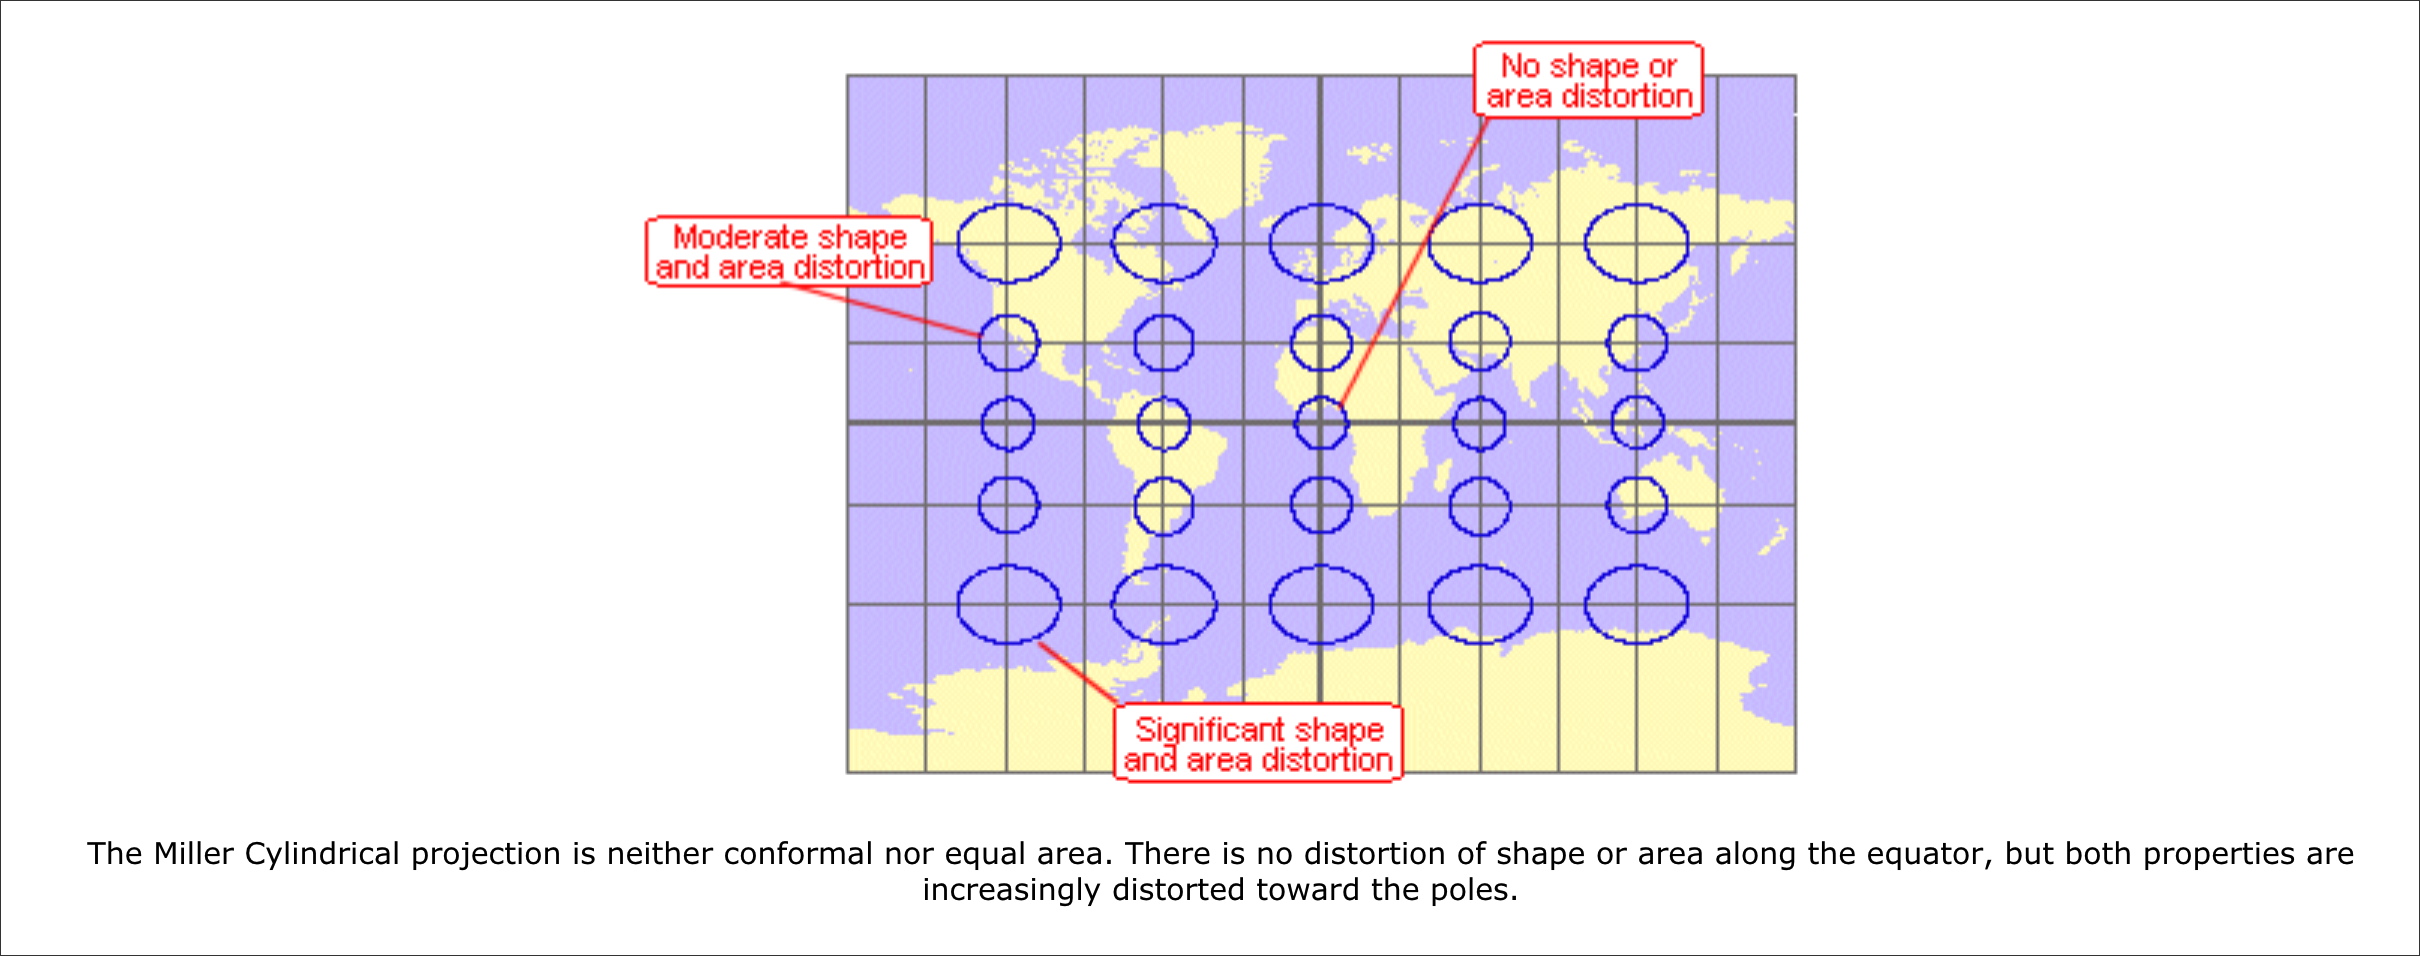 No shape or
area distortion
Moderate shape
and area distortion
Significant shape
and area distortion
The Miller Cylindrical projection is neither conformal nor equal area. There is no distortion of shape or area along the equator, but both properties are
increasingly distorted toward the poles.